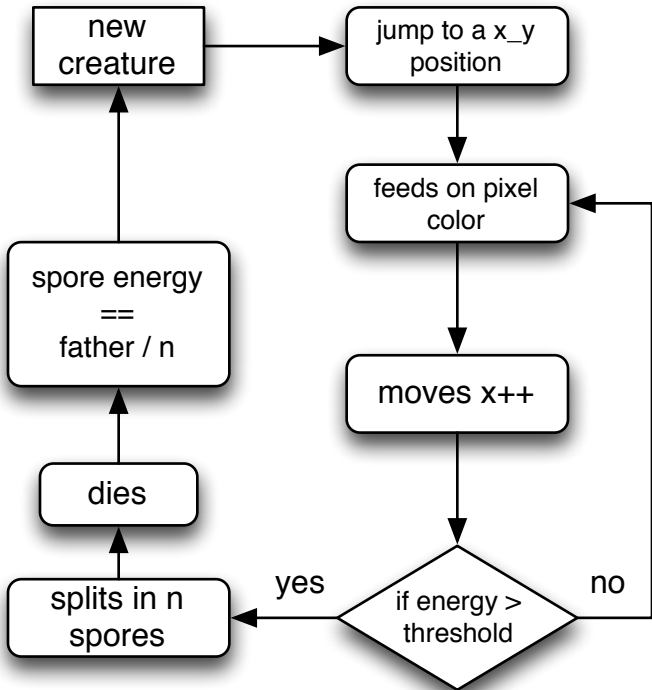 new
creature
jump to a x_y
position
feeds on pixel
color
spore energy
==
father / n
moves x++
dies
yes
no
if energy >
threshold
splits in n
spores